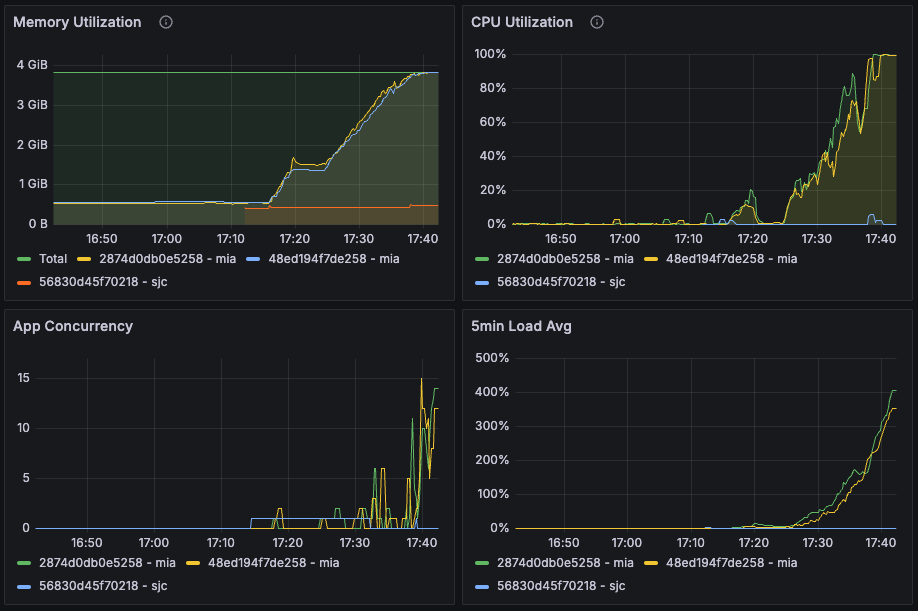 Memory Utilization
4 GiB
3 GiB
2 GiB
1 GiB
0 B
16:50 17:00 17:10 17:20 17:30 17:40
Total 2874d0db0e5258 - mia 48ed194f7de258 - mia
56830d45f70218 - sjc
CPU Utilization
100%
80%
60%
40%
20%
0%
16:50 17:00 17:10 17:20 17:30 17:40
2874d0db0e5258 - mia 48ed194f7de258 - mia
56830d45f70218 - sjc
App Concurrency
15
10
5
0
16:50 17:00 17:10 17:20 17:30 17:40
2874d0db0e5258 - mia 48ed194f7de258 - mia
56830d45f70218 - sjc
5min Load Avg
500%
400%
300%
200%
100%
0%
16:50 17:00 17:10 17:20 17:30 17:40
2874d0db0e5258 - mia 48ed194f7de258 - mia
56830d45f70218 - sjc